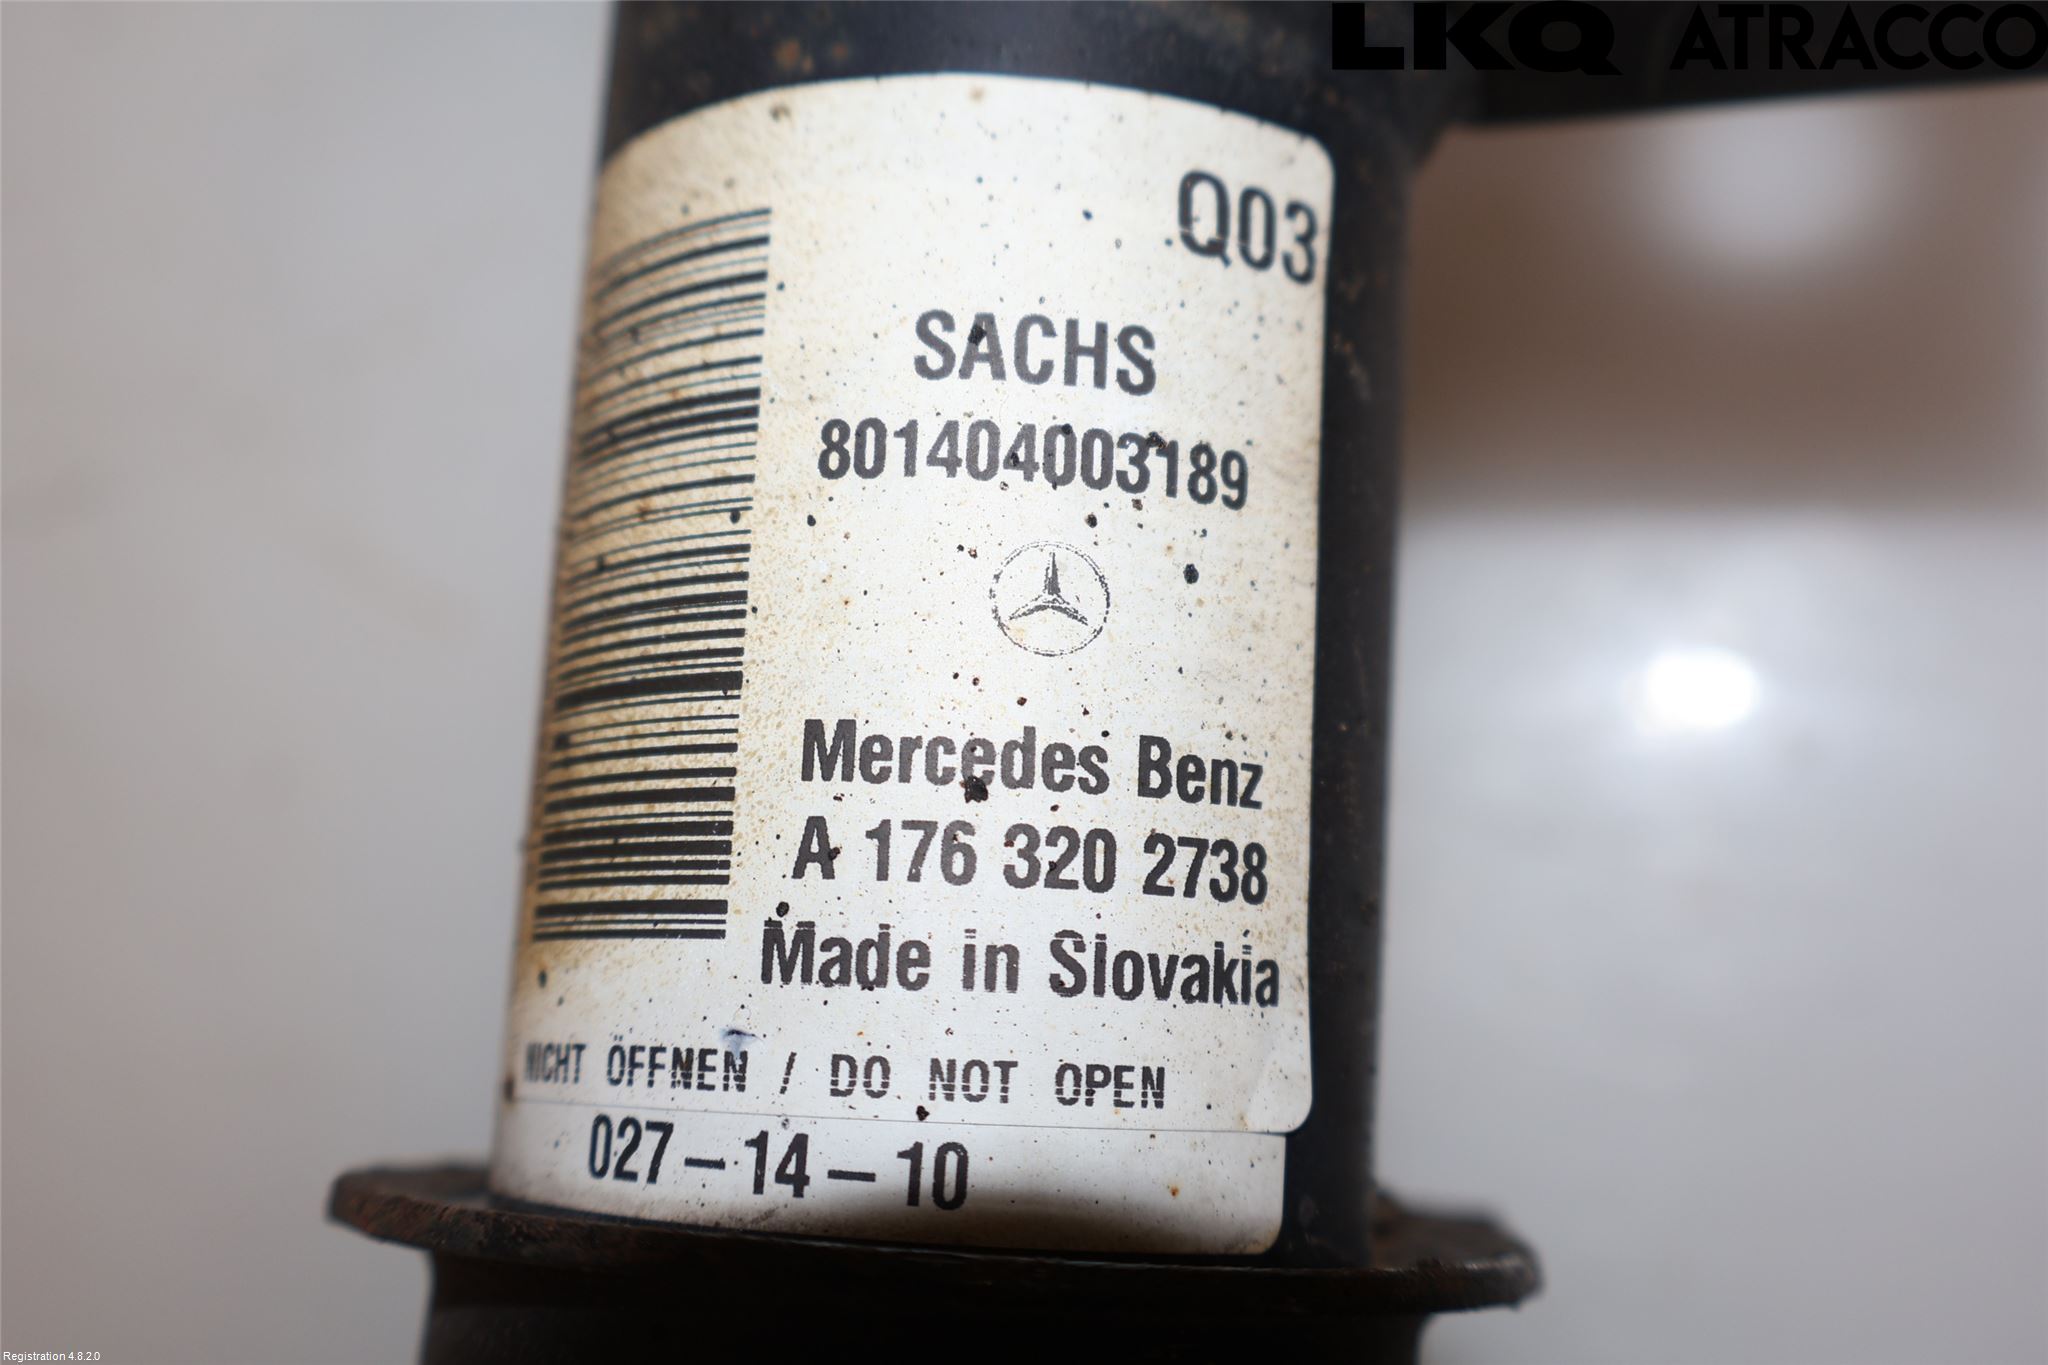 LKQ ATRACCO
Q03
SACHS
801404003189
Mercedes Benz
A 176 320 2738
Made in Slovakia
NICHT ÖFFNEN / DO NOT OPEN
027-14-10
Registration 4.8.2.0